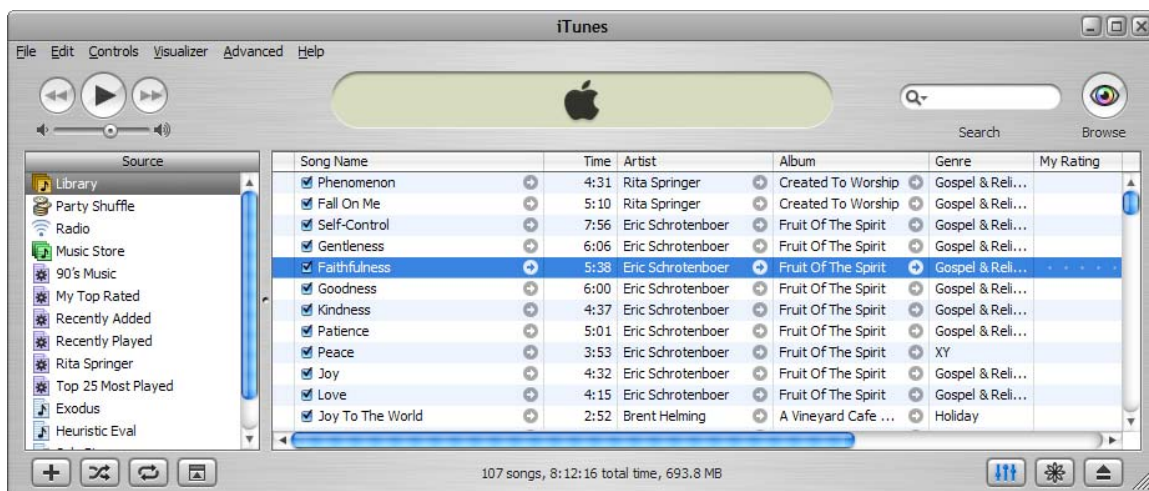 iTunes
File Edit Controls Visualizer Advanced Help
Search Browse
Source
Library
Party Shuffle
Radio
Music Store
90's Music
My Top Rated
Recently Added
Recently Played
Rita Springer
Top 25 Most Played
Exodus
Heuristic Eval
Song Name Time Artist Album Genre My Rating
Phenomenon 4:31 Rita Springer Created To Worship Gospel & Reli...
Fall On Me 5:10 Rita Springer Created To Worship Gospel & Reli...
Self-Control 7:56 Eric Schrotenboer Fruit Of The Spirit Gospel & Reli...
Gentleness 6:06 Eric Schrotenboer Fruit Of The Spirit Gospel & Reli...
Faithfulness 5:38 Eric Schrotenboer Fruit Of The Spirit Gospel & Reli...
Goodness 6:00 Eric Schrotenboer Fruit Of The Spirit Gospel & Reli...
Kindness 4:37 Eric Schrotenboer Fruit Of The Spirit Gospel & Reli...
Patience 5:01 Eric Schrotenboer Fruit Of The Spirit Gospel & Reli...
Peace 3:53 Eric Schrotenboer Fruit Of The Spirit XY
Joy 4:32 Eric Schrotenboer Fruit Of The Spirit Gospel & Reli...
Love 4:15 Eric Schrotenboer Fruit Of The Spirit Gospel & Reli...
Joy To The World 2:52 Brent Helming A Vineyard Cafe ... Holiday
107 songs, 8:12:16 total time, 693.8 MB